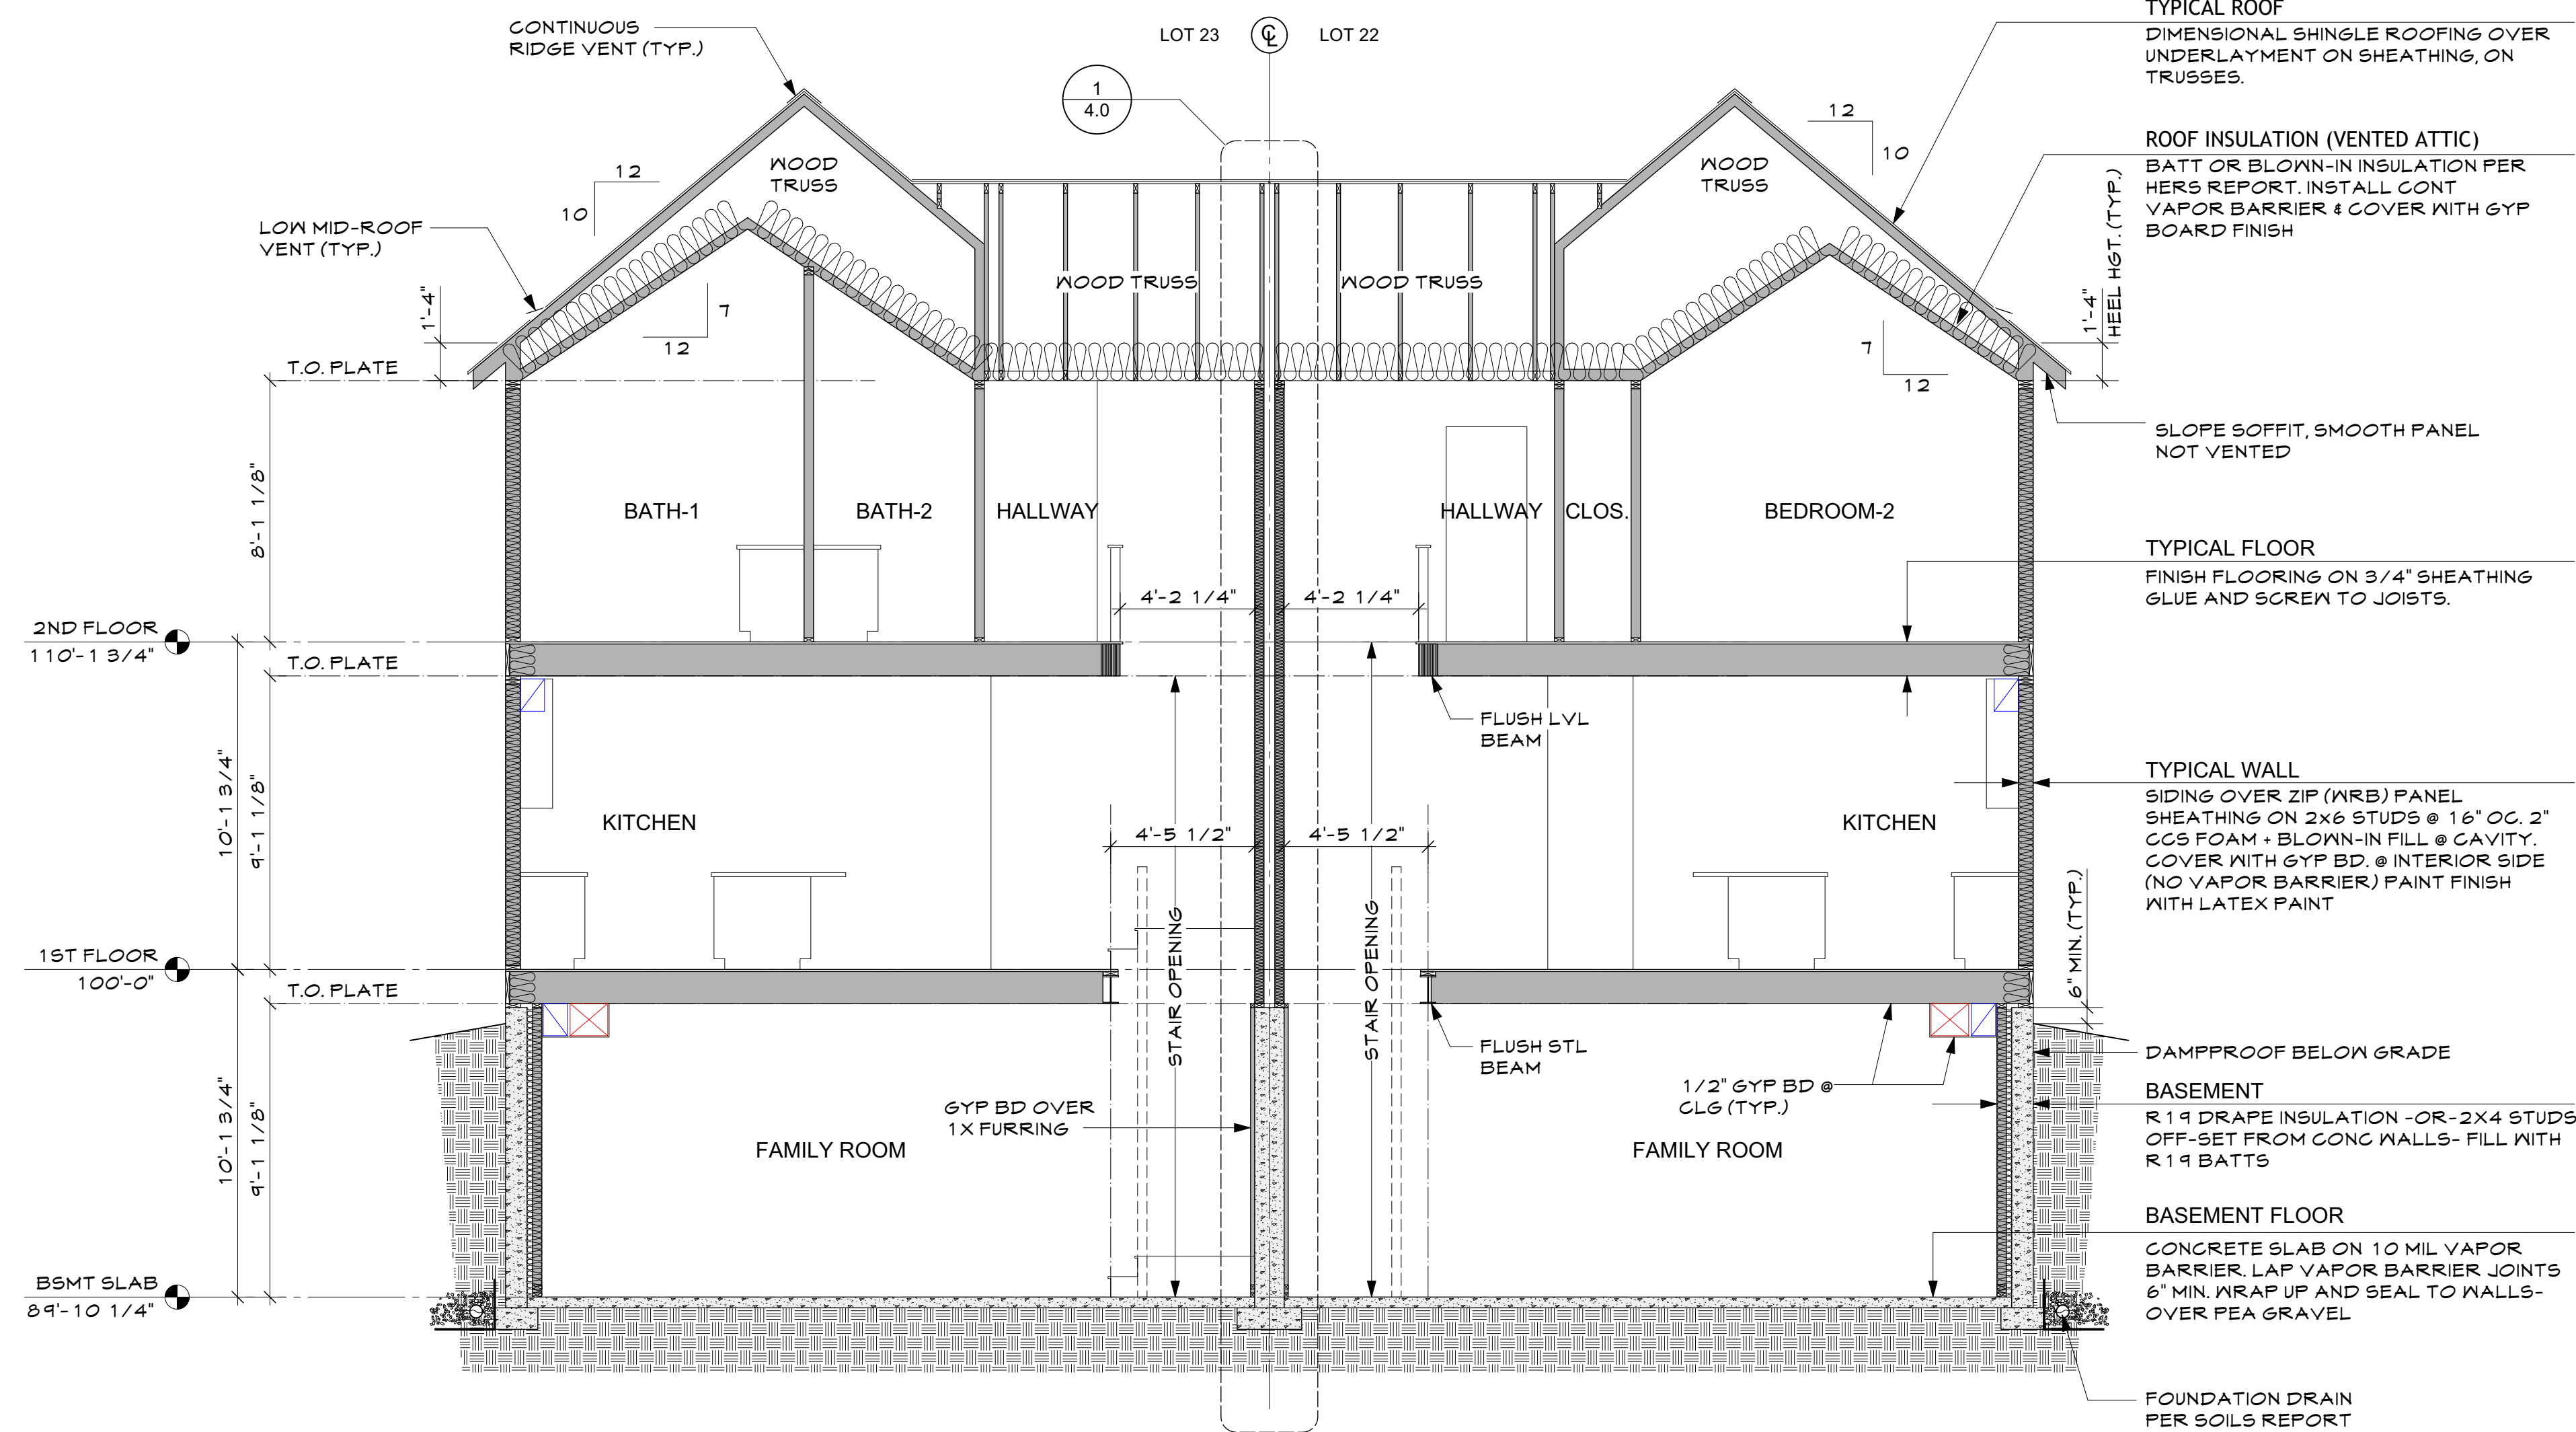 CONTINUOUS
RIDGE VENT (TYP.)
LOT 23
℄
LOT 22
1
4.0
TYPICAL ROOF
DIMENSIONAL SHINGLE ROOFING OVER
UNDERLAYMENT ON SHEATHING, ON
TRUSSES.
ROOF INSULATION (VENTED ATTIC)
BATT OR BLOWN-IN INSULATION PER
HERS REPORT. INSTALL CONT
VAPOR BARRIER & COVER WITH GYP
BOARD FINISH
12
10
WOOD
TRUSS
WOOD
TRUSS
12
10
LOW MID-ROOF
VENT (TYP.)
WOOD TRUSS
WOOD TRUSS
7
12
7
12
1'-4"
1'-4"
HEEL HGT. (TYP.)
T.O. PLATE
SLOPE SOFFIT, SMOOTH PANEL
NOT VENTED
8'-1 1/8"
BATH-1
BATH-2
HALLWAY
HALLWAY
CLOS.
BEDROOM-2
TYPICAL FLOOR
FINISH FLOORING ON 3/4" SHEATHING
GLUE AND SCREW TO JOISTS.
4'-2 1/4"
4'-2 1/4"
2ND FLOOR
110'-1 3/4"
T.O. PLATE
FLUSH LVL
BEAM
10'-1 3/4"
9'-1 1/8"
KITCHEN
KITCHEN
TYPICAL WALL
SIDING OVER ZIP (WRB) PANEL
SHEATHING ON 2x6 STUDS @ 16" OC. 2"
CCS FOAM + BLOWN-IN FILL @ CAVITY.
COVER WITH GYP BD. @ INTERIOR SIDE
(NO VAPOR BARRIER) PAINT FINISH
WITH LATEX PAINT
4'-5 1/2"
4'-5 1/2"
STAIR OPENING
STAIR OPENING
6" MIN. (TYP.)
1ST FLOOR
100'-0"
T.O. PLATE
FLUSH STL
BEAM
DAMPPROOF BELOW GRADE
10'-1 3/4"
9'-1 1/8"
GYP BD OVER
1X FURRING
1/2" GYP BD @
CLG (TYP.)
FAMILY ROOM
FAMILY ROOM
BASEMENT
R19 DRAPE INSULATION -OR-2X4 STUDS
OFF-SET FROM CONC WALLS- FILL WITH
R19 BATTS
BASEMENT FLOOR
CONCRETE SLAB ON 10 MIL VAPOR
BARRIER. LAP VAPOR BARRIER JOINTS
6" MIN. WRAP UP AND SEAL TO WALLS-
OVER PEA GRAVEL
BSMT SLAB
89'-10 1/4"
FOUNDATION DRAIN
PER SOILS REPORT